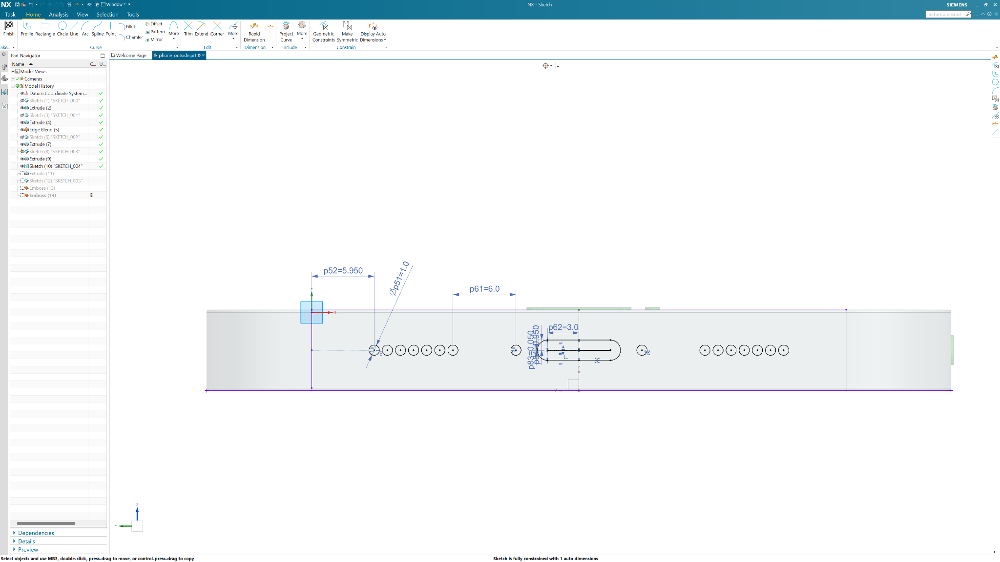 NX Window NX - Sketch SIEMENS
Task Home Analysis View Selection Tools Find a Command
Finish Profile Rectangle Circle Line Arc Spline Point Fillet Chamfer Offset Pattern Mirror More Trim Extend Corner More Rapid Dimension Project Curve More Geometric Constraints Make Symmetric Display Auto Dimensions
Ske... Curve Edit Dimension Include Constrain
Part Navigator Welcome Page phone_outside.prt
Name C... U...
Model Views
Cameras
Model History
Datum Coordinate System...
Sketch (1) "SKETCH_000"
Extrude (2)
Sketch (3) "SKETCH_001"
Extrude (4)
Edge Blend (5)
Sketch (6) "SKETCH_002"
Extrude (7)
Sketch (8) "SKETCH_003"
Extrude (9)
Sketch (10) "SKETCH_004"
Extrude (11)
Sketch (12) "SKETCH_005"
Emboss (13)
Emboss (14)
p52=5.950
Øp51=1.0
p61=6.0
X
p62=3.0
p83=0.050
Z
Y
Dependencies
Details
Preview
Select objects and use MB3, double-click, press-drag to move, or control-press-drag to copy Sketch is fully constrained with 1 auto dimensions